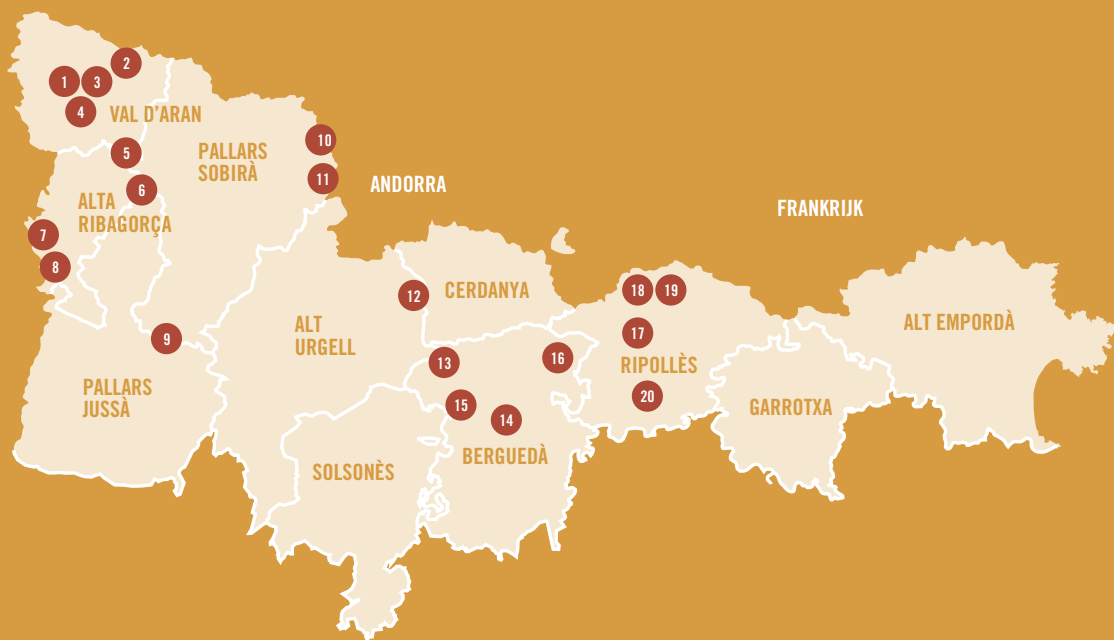 2
1
3
4
VAL D'ARAN
5
10
PALLARS
SOBIRÀ
11
ANDORRA
6
ALTA
RIBAGORÇA
FRANKRIJK
7
8
12
CERDANYA
18
19
17
ALT EMPORDÀ
ALT
URGELL
9
13
16
RIPOLLÈS
PALLARS
JUSSÀ
15
14
20
GARROTXA
BERGUEDÀ
SOLSONÈS